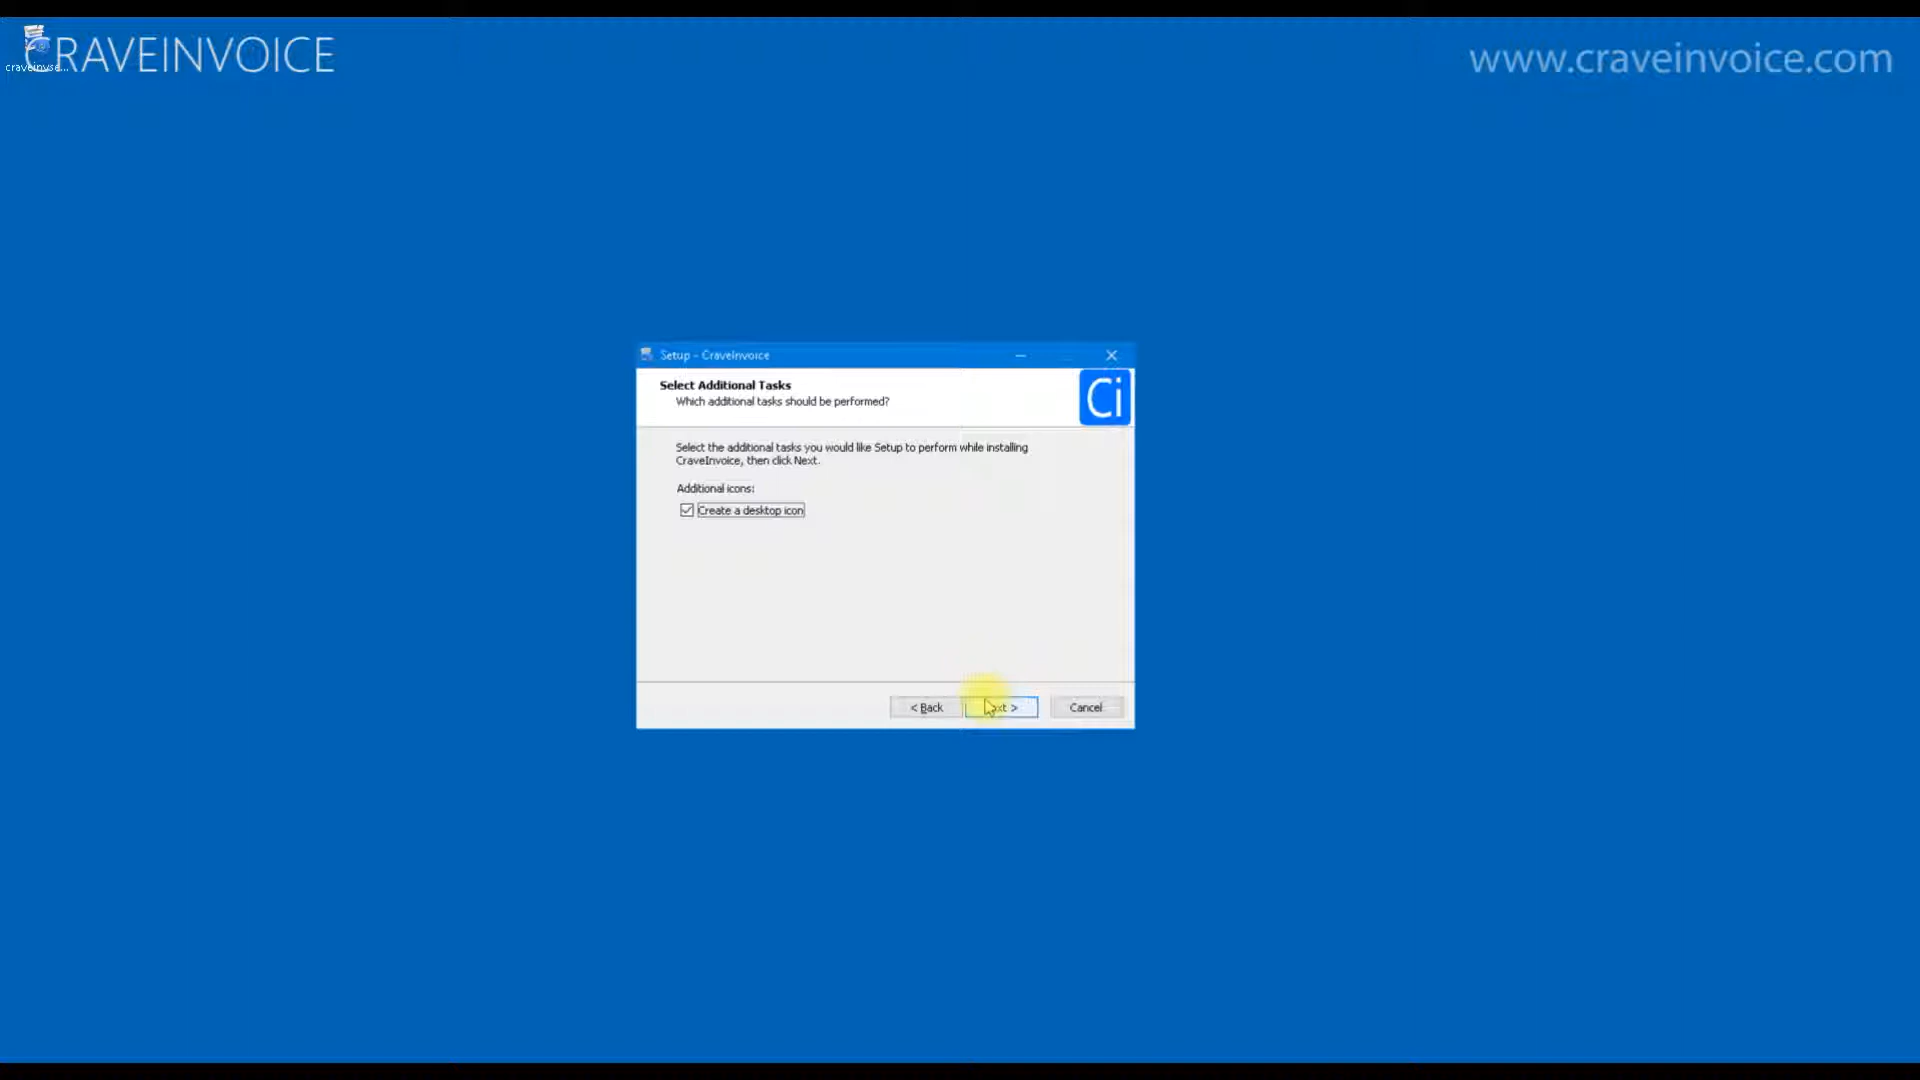 CRAVEINVOICE
www.craveinvoice.com
craveinvse...
Setup - CraveInvoice
Select Additional Tasks
Which additional tasks should be performed?
Ci
Select the additional tasks you would like Setup to perform while installing
CraveInvoice, then click Next.
Additional icons:
Create a desktop icon
< Back
>
Cancel